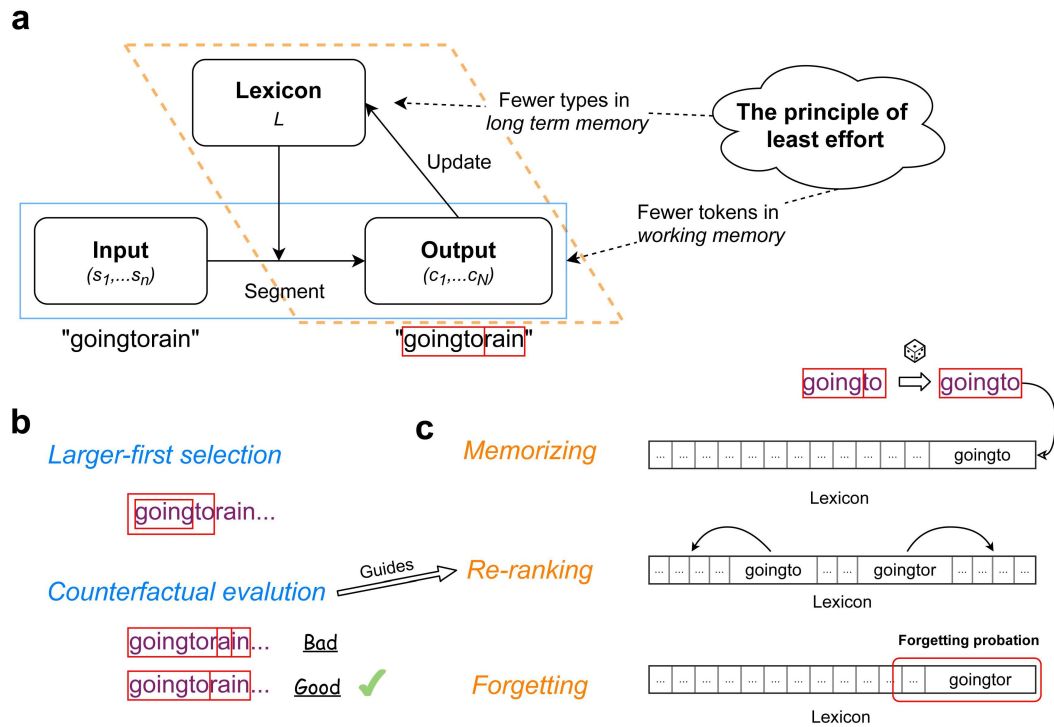 a
Lexicon
L
Fewer types in
long term memory
The principle of
least effort
Update
Fewer tokens in
working memory
Input
(s1,...sn)
Output
(c1,...cN)
Segment
"goingtorain"
"goingtorain"
goingto
goingto
b
Larger-first selection
goingtorain...
Counterfactual evalution
Guides
goingtorain...
Bad
goingtorain...
Good
c
Memorizing
... ... ... ... ... ... ... ... ... ... ... ... goingto
Lexicon
Re-ranking
... ... ... ... goingto ... ... goingtor ... ... ... ...
Lexicon
Forgetting probation
Forgetting
... ... ... ... ... ... ... ... ... ... ... ... goingtor
Lexicon